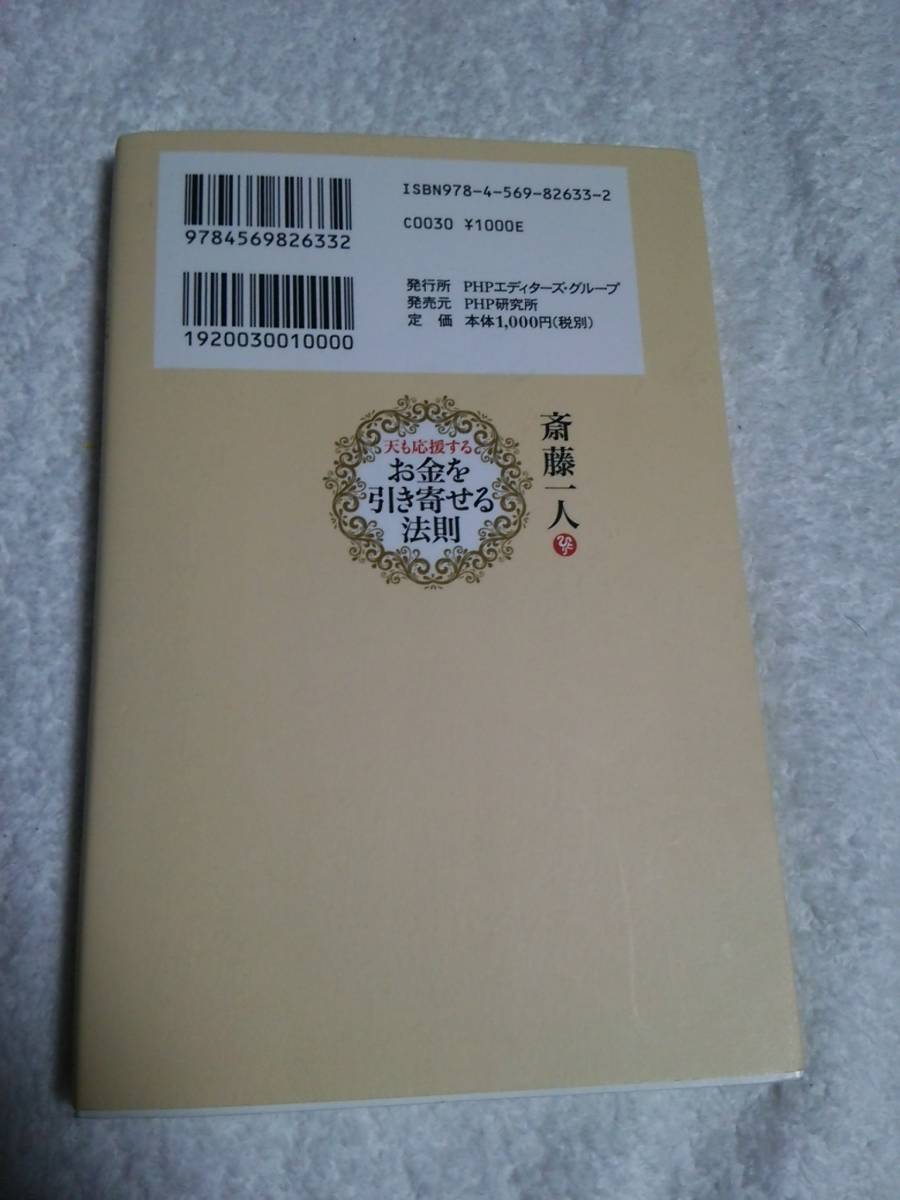 9784569826332
ISBN978-4-569-82633-2
C0030 ¥1000E
1920030010000
発行所 PHPエディターズ・グループ
発売元 PHP研究所
定 価 本体1,000円(税別)
斎藤一人
天も応援する
お金を
引き寄せる
法則